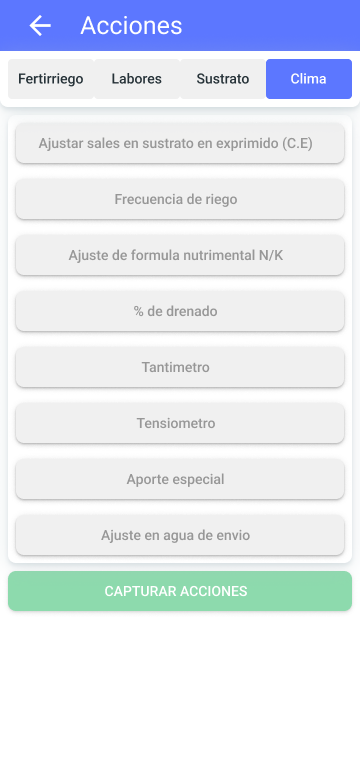 Acciones
Fertirriego Labores Sustrato Clima
Ajustar sales en sustrato en exprimido (C.E)
Frecuencia de riego
Ajuste de formula nutrimental N/K
% de drenado
Tantimetro
Tensiometro
Aporte especial
Ajuste en agua de envio
CAPTURAR ACCIONES